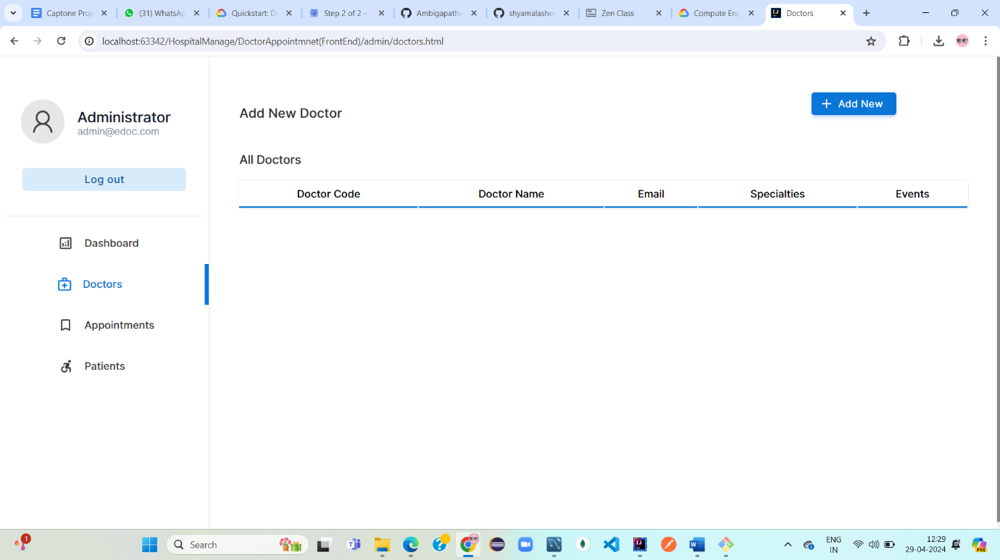 Captone Proj
(31) WhatsAp
Quickstart: D
Step 2 of 2 –
Ambigapathi
shyamalasher
Zen Class
Compute Eng
Doctors
localhost:63342/HospitalManage/DoctorAppointmnet(FrontEnd)/admin/doctors.html
Administrator
admin@edoc.com
Log out
Dashboard
Doctors
Appointments
Patients
Add New Doctor
Add New
All Doctors
Doctor Code Doctor Name Email Specialties Events
1
Search
ENG
IN
12:29
29-04-2024
PRE